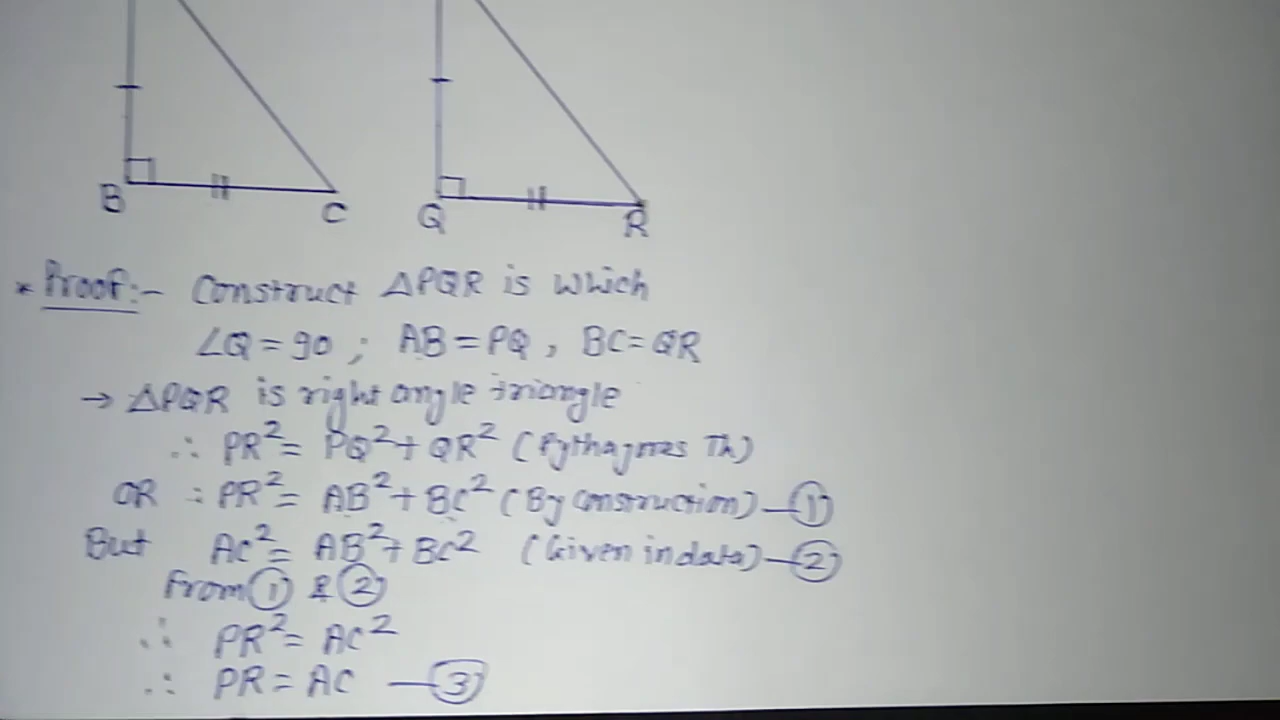 B C Q R
* Proof:- Construct △PQR is which
∠Q = 90 ; AB = PQ , BC = QR
→ △PQR is right angle triangle
∴ PR² = PQ² + QR² (Pythagores Th)
OR : PR² = AB² + BC² (By construction) — ①
But AC² = AB² + BC² (Given in data) — ②
From ① & ②
∴ PR² = AC²
∴ PR = AC — ③